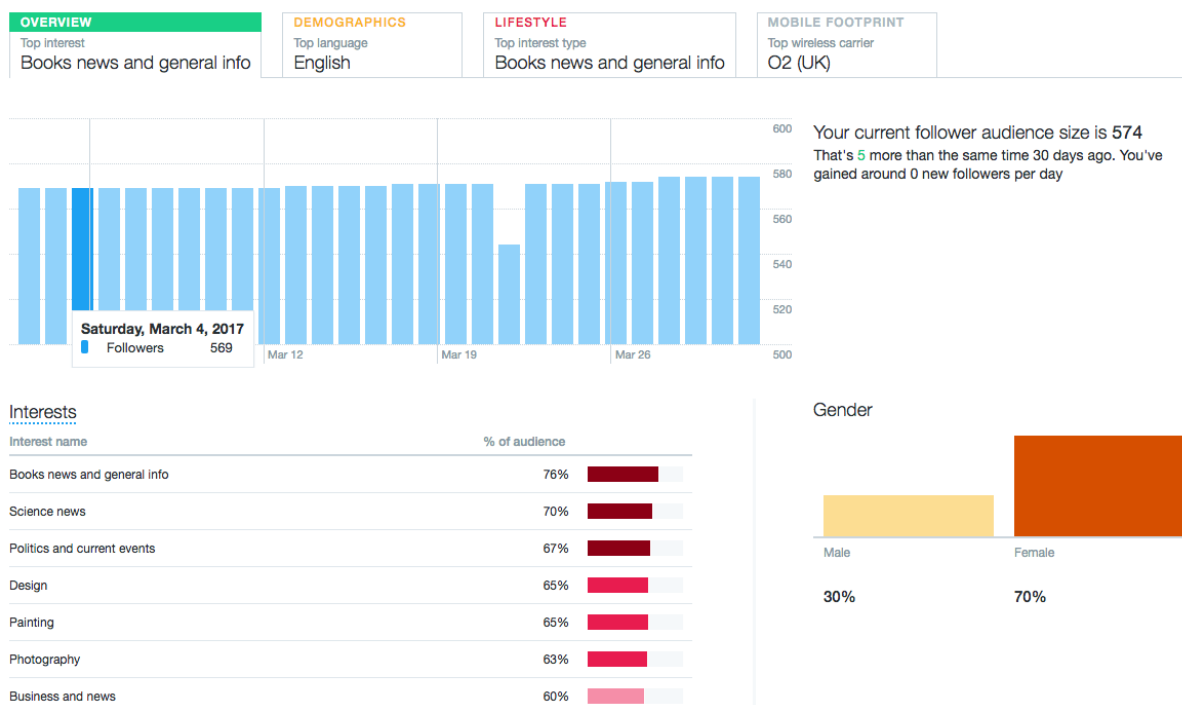 OVERVIEW
Top interest
Books news and general info
DEMOGRAPHICS
Top language
English
LIFESTYLE
Top interest type
Books news and general info
MOBILE FOOTPRINT
Top wireless carrier
O2 (UK)
600
580
560
540
520
500
Saturday, March 4, 2017
Followers 569
Mar 12
Mar 19
Mar 26
Your current follower audience size is 574
That's 5 more than the same time 30 days ago. You've
gained around 0 new followers per day
Interests
Interest name % of audience
Books news and general info 76%
Science news 70%
Politics and current events 67%
Design 65%
Painting 65%
Photography 63%
Business and news 60%
Gender
Male Female
30% 70%